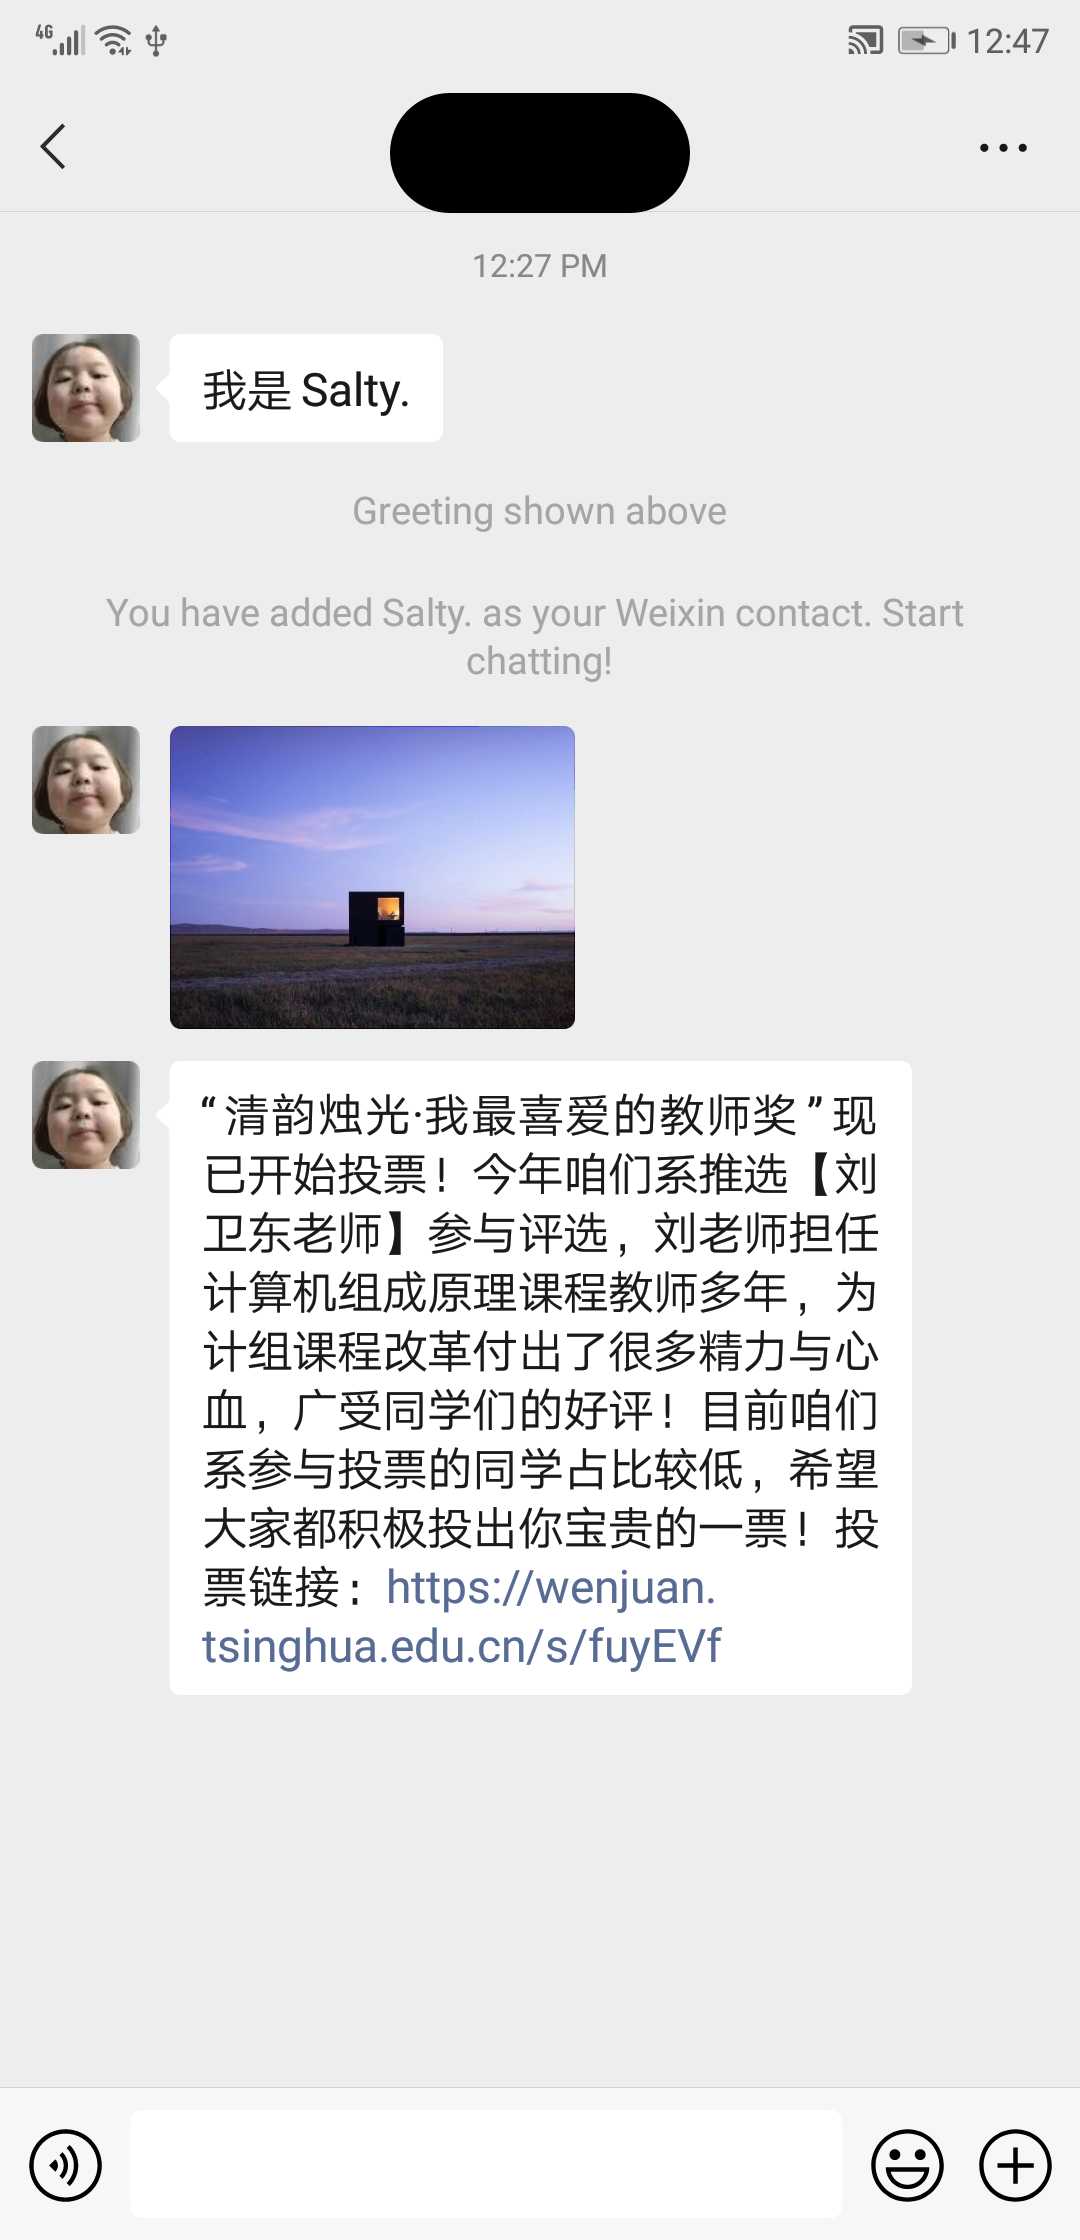 4G
12:47
12:27 PM
我是 Salty.
Greeting shown above
You have added Salty. as your Weixin contact. Start
chatting!
“清韵烛光·我最喜爱的教师奖”现
已开始投票！今年咱们系推选【刘
卫东老师】参与评选，刘老师担任
计算机组成原理课程教师多年，为
计组课程改革付出了很多精力与心
血，广受同学们的好评！目前咱们
系参与投票的同学占比较低，希望
大家都积极投出你宝贵的一票！投
票链接：https://wenjuan.
tsinghua.edu.cn/s/fuyEVf